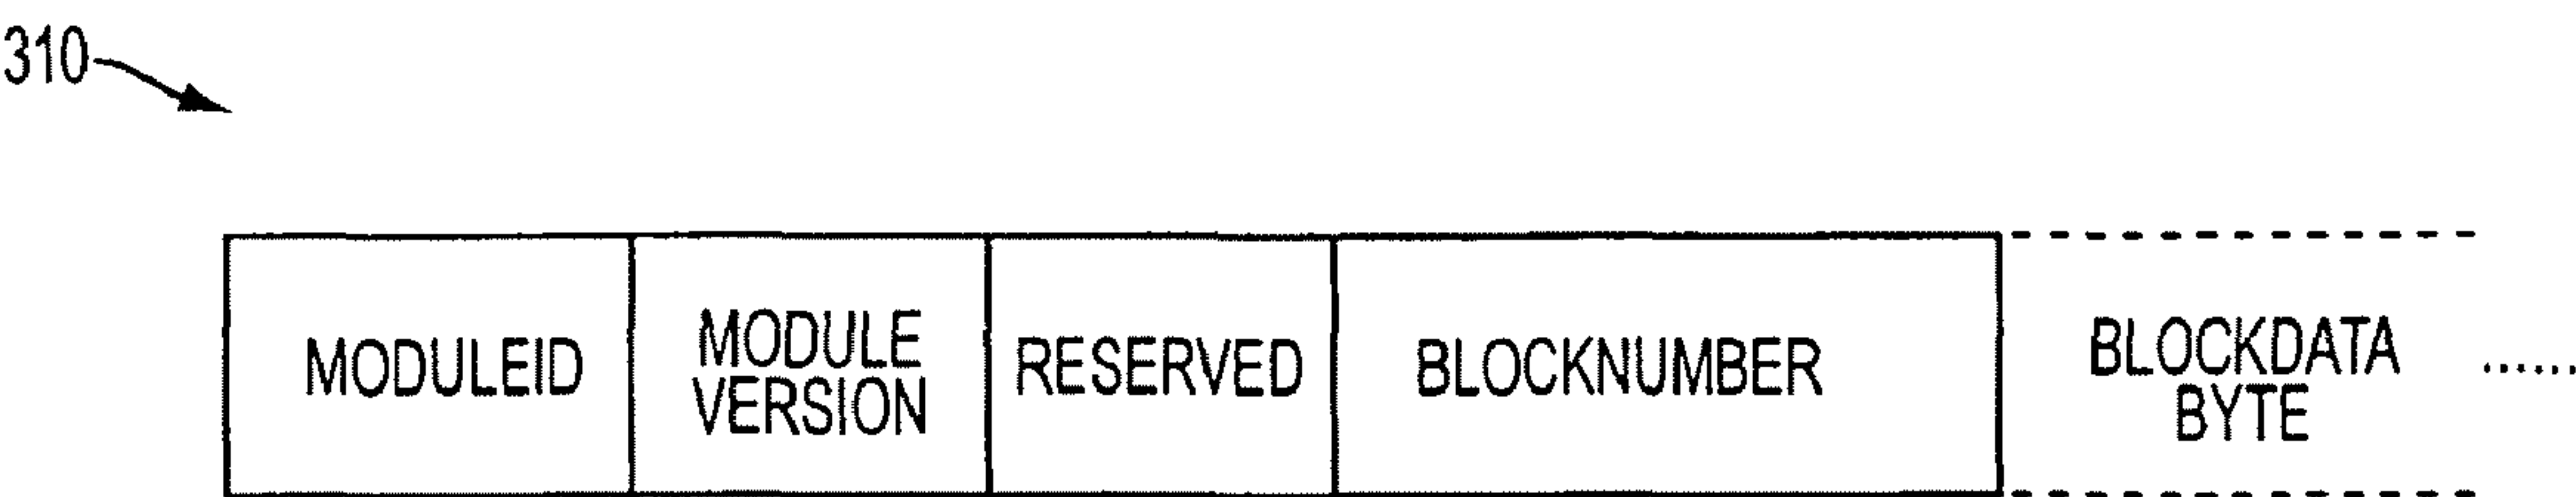 310
MODULEID
MODULE
VERSION
RESERVED
BLOCKNUMBER
BLOCKDATA
BYTE
......